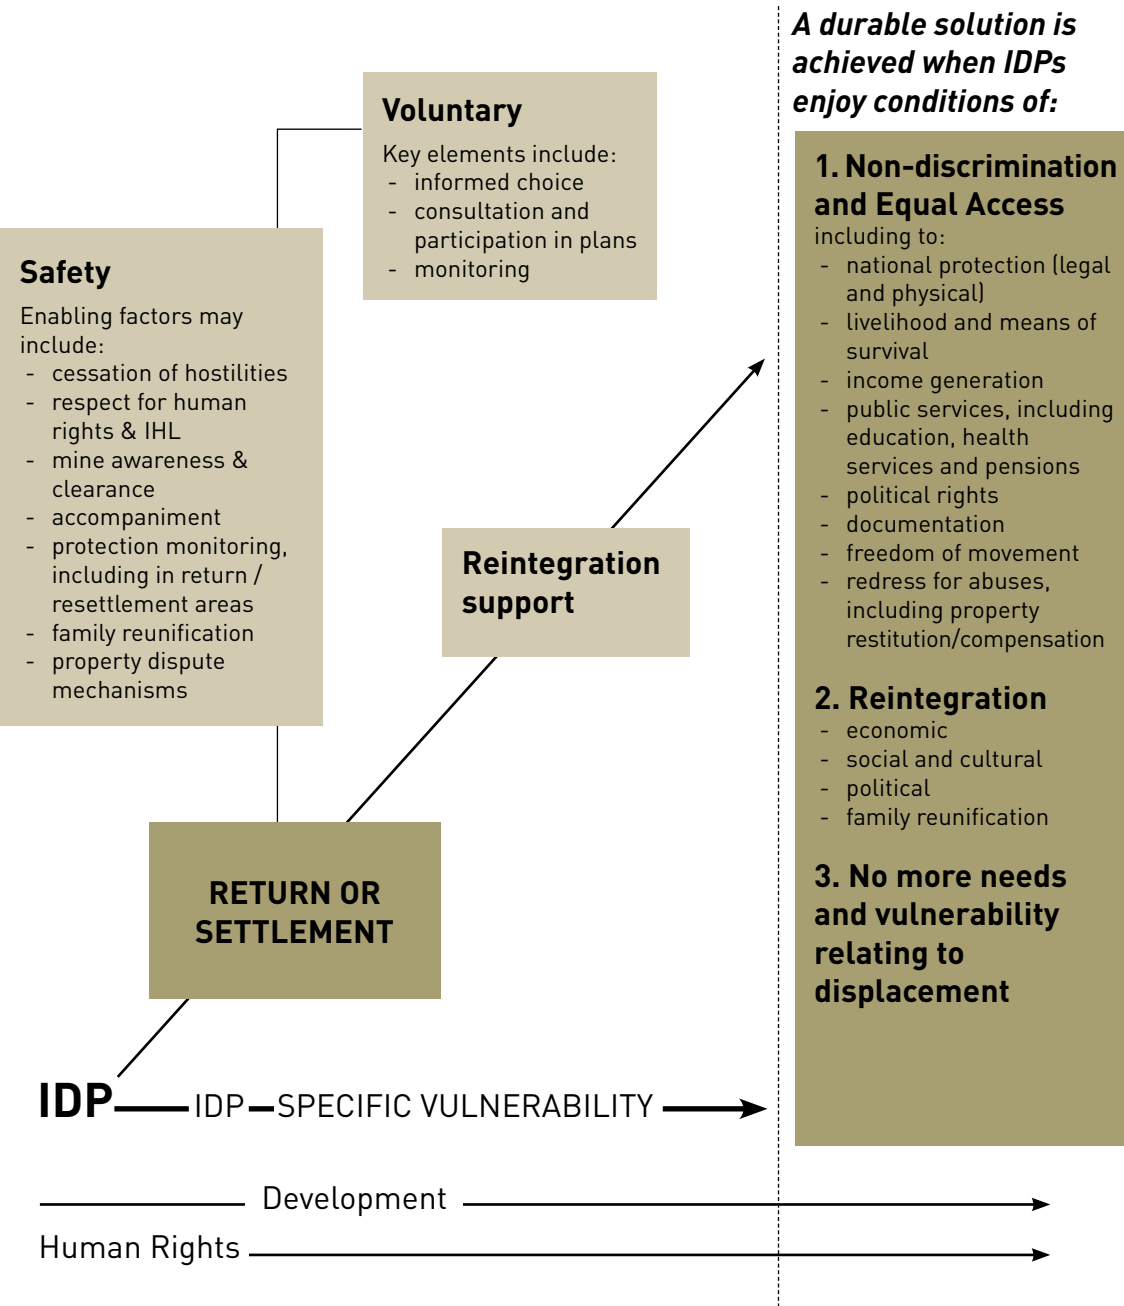 A durable solution is
achieved when IDPs
enjoy conditions of:
Voluntary
Key elements include:
- informed choice
- consultation and
participation in plans
- monitoring
Safety
Enabling factors may
include:
- cessation of hostilities
- respect for human
rights & IHL
- mine awareness &
clearance
- accompaniment
- protection monitoring,
including in return /
resettlement areas
- family reunification
- property dispute
mechanisms
Reintegration
support
RETURN OR
SETTLEMENT
IDP
IDP
SPECIFIC VULNERABILITY
Development
Human Rights
1. Non-discrimination
and Equal Access
including to:
- national protection (legal
and physical)
- livelihood and means of
survival
- income generation
- public services, including
education, health
services and pensions
- political rights
- documentation
- freedom of movement
- redress for abuses,
including property
restitution/compensation
2. Reintegration
- economic
- social and cultural
- political
- family reunification
3. No more needs
and vulnerability
relating to
displacement